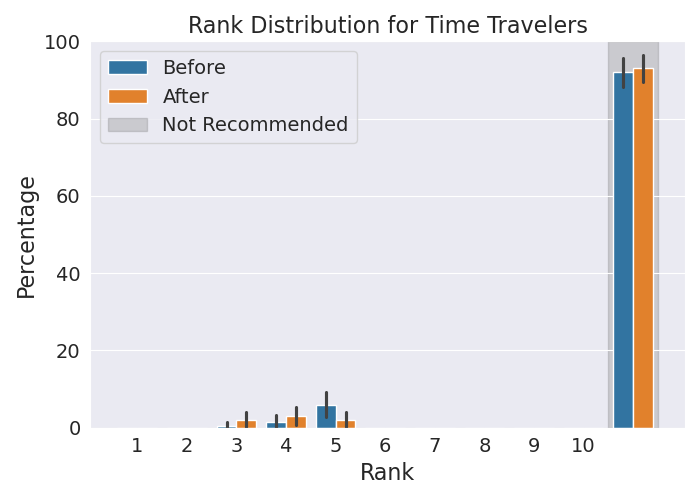 Rank Distribution for Time Travelers
Before
After
Not Recommended
Percentage
100
80
60
40
20
0
1 2 3 4 5 6 7 8 9 10
Rank